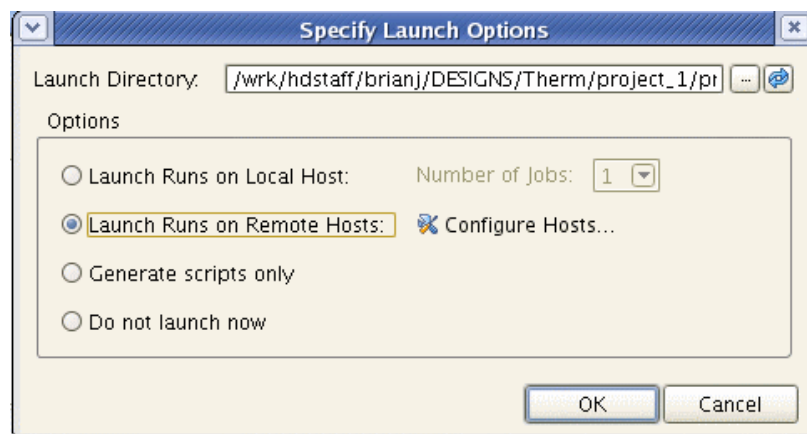 Specify Launch Options
Launch Directory: /wrk/hdstaff/brianj/DESIGNS/Therm/project_1/pr ...
Options
Launch Runs on Local Host: Number of Jobs: 1
Launch Runs on Remote Hosts: Configure Hosts...
Generate scripts only
Do not launch now
OK Cancel